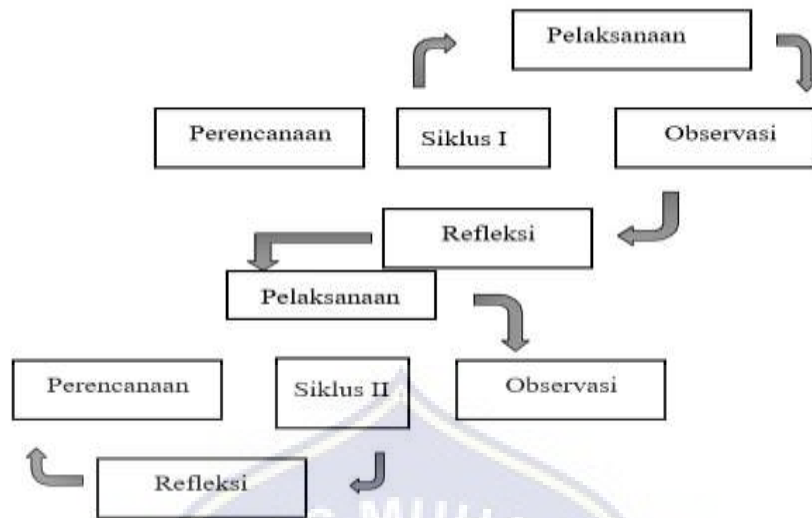 Pelaksanaan
Perencanaan
Siklus I
Observasi
Refleksi
Pelaksanaan
Perencanaan
Siklus II
Observasi
Refleksi